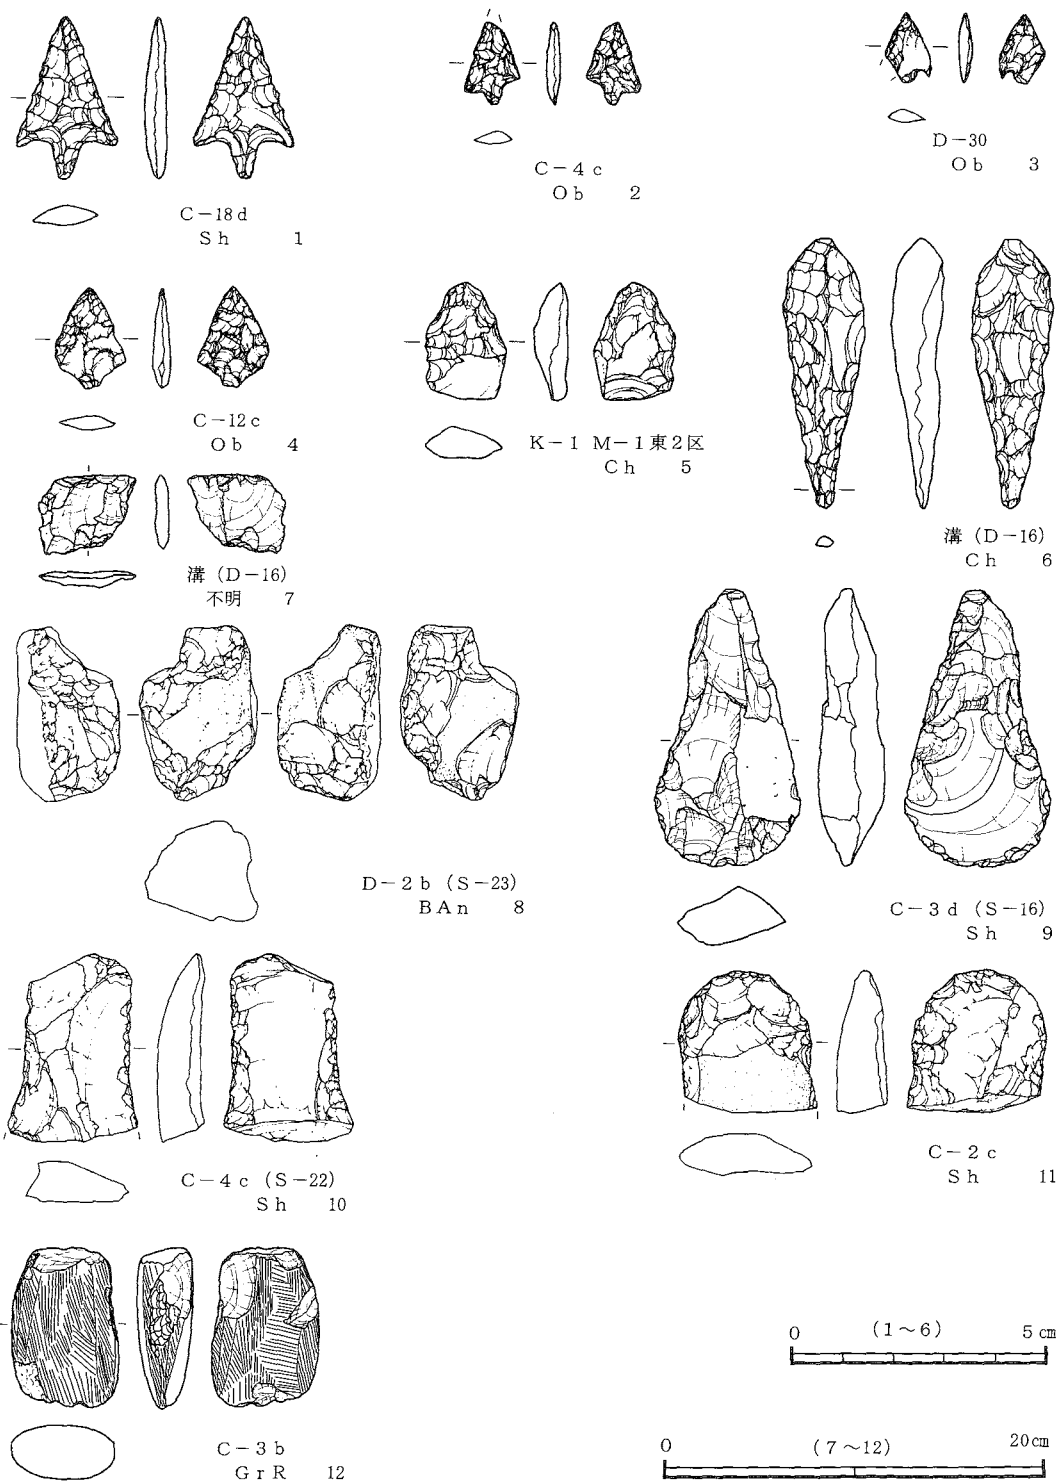 C-18d
Sh 1
C-4c
Ob 2
D-30
Ob 3
C-12c
Ob 4
K-1 M-1東2区
Ch 5
溝(D-16)
Ch 6
溝(D-16)
不明 7
D-2b(S-23)
BAn 8
C-3d(S-16)
Sh 9
C-4c(S-22)
Sh 10
C-2c
Sh 11
C-3b
GrR 12
0 (1~6) 5cm
0 (7~12) 20cm